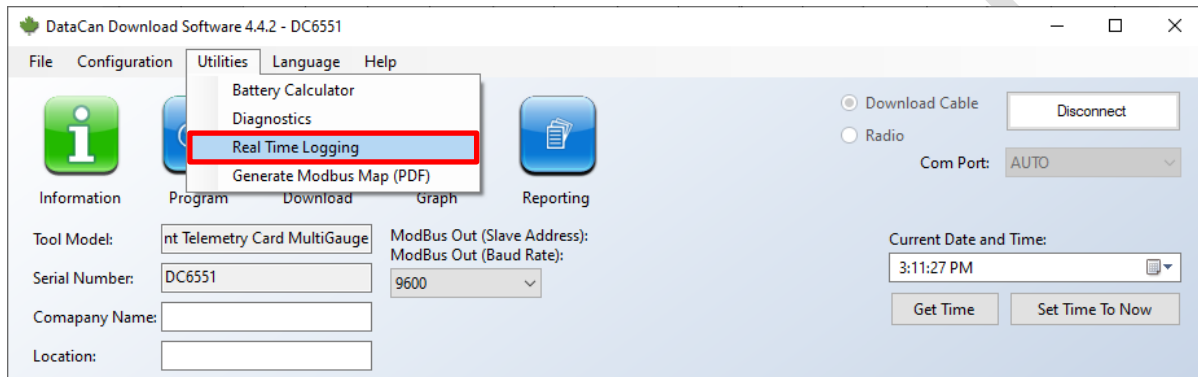 DataCan Download Software 4.4.2 - DC6551
File Configuration Utilities Language Help
Battery Calculator
Diagnostics
Real Time Logging
Generate Modbus Map (PDF)
Information Program Download Graph Reporting
Download Cable
Radio
Disconnect
Com Port: AUTO
Tool Model: nt Telemetry Card MultiGauge
Serial Number: DC6551
Comapany Name:
Location:
ModBus Out (Slave Address):
ModBus Out (Baud Rate):
9600
Current Date and Time:
3:11:27 PM
Get Time Set Time To Now